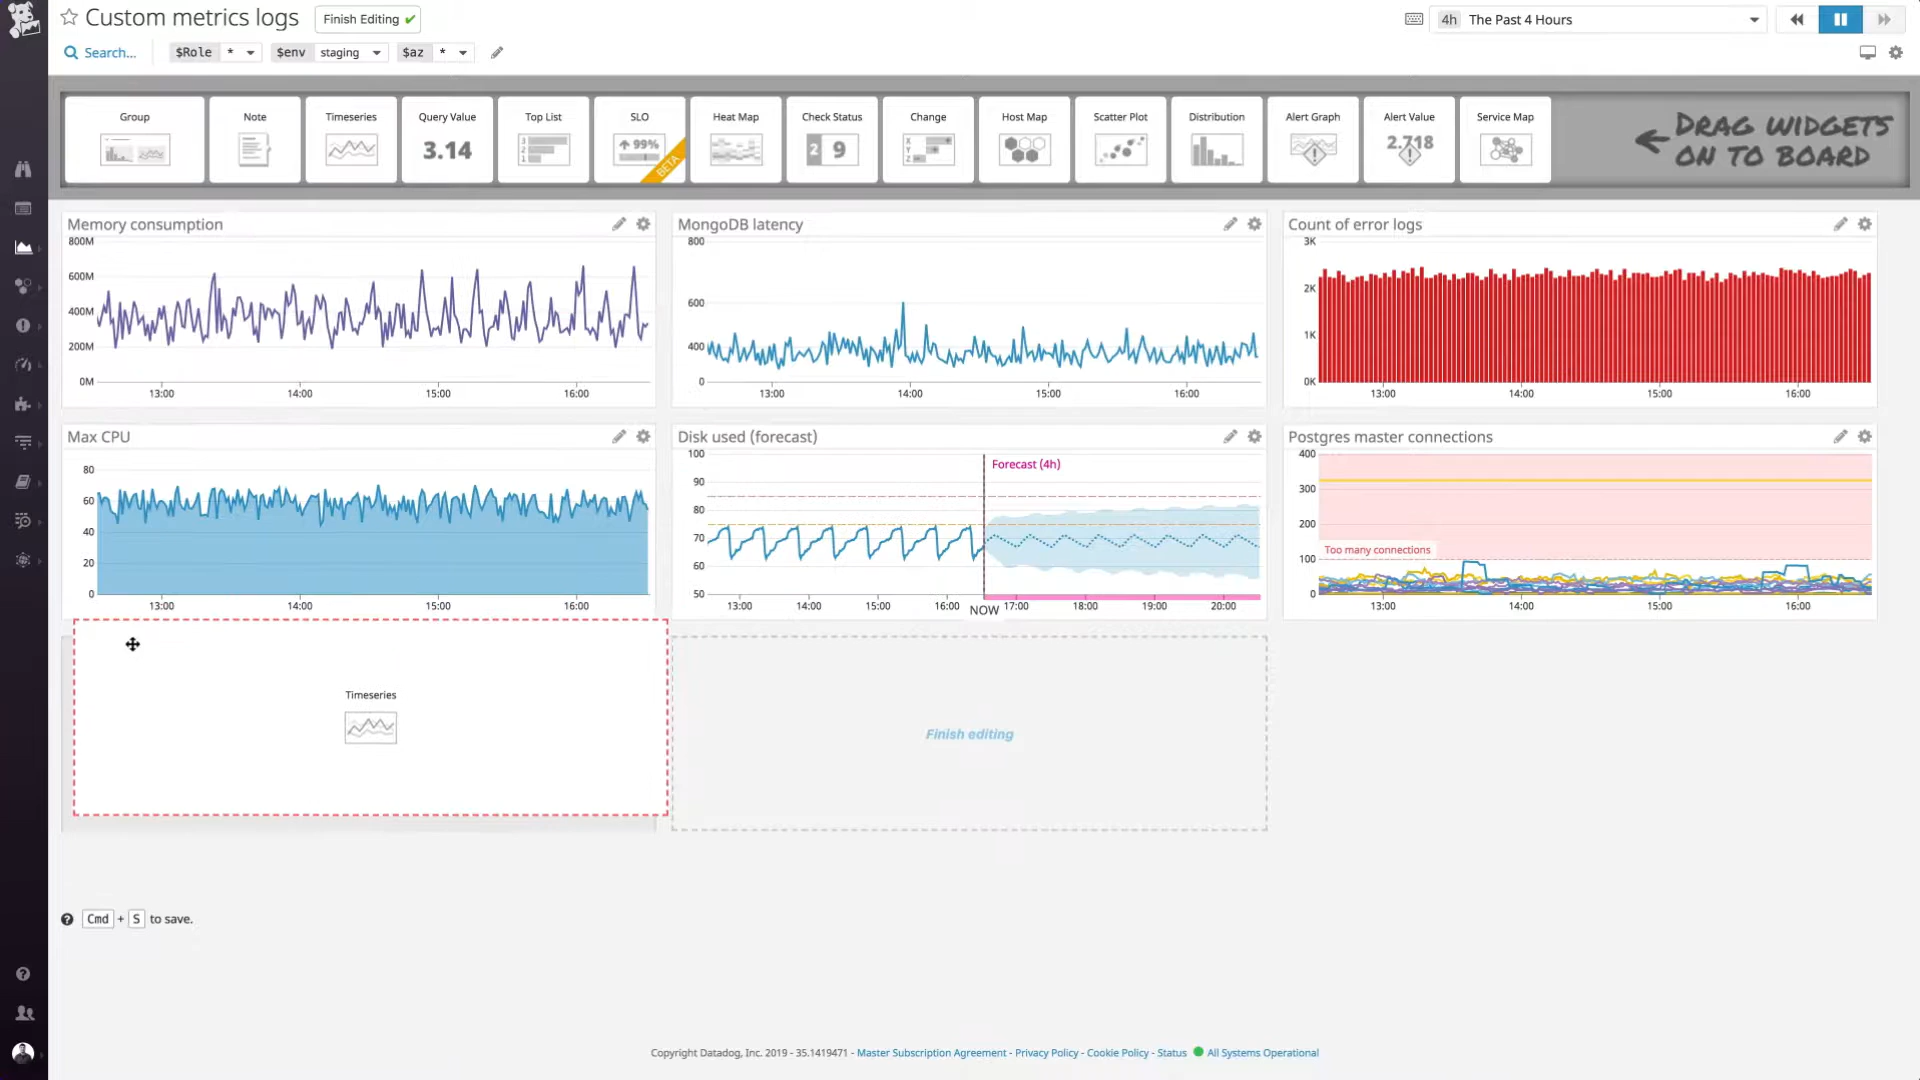 Custom metrics logs
Finish Editing
4h The Past 4 Hours
Search...
$Role *
$env staging
$az *
Group
Note
Timeseries
Query Value
3.14
Top List
3
2
1
SLO
99%
BETA
Heat Map
Check Status
2 9
Change
X
Y
Z
Host Map
Scatter Plot
Distribution
Alert Graph
Alert Value
2.718
Service Map
DRAG WIDGETS
ON TO BOARD
Memory consumption
800M
600M
400M
200M
0M
13:00 14:00 15:00 16:00
MongoDB latency
800
600
400
0
13:00 14:00 15:00 16:00
Count of error logs
3K
2K
1K
0K
13:00 14:00 15:00 16:00
Max CPU
80
60
40
20
0
13:00 14:00 15:00 16:00
Disk used (forecast)
100
90
80
70
60
50
Forecast (4h)
13:00 14:00 15:00 16:00 17:00 18:00 19:00 20:00
NOW
Postgres master connections
400
300
200
100
0
Too many connections
13:00 14:00 15:00 16:00
Timeseries
Finish editing
Cmd + S to save.
Copyright Datadog, Inc. 2019 - 35.1419471 - Master Subscription Agreement - Privacy Policy - Cookie Policy - Status All Systems Operational